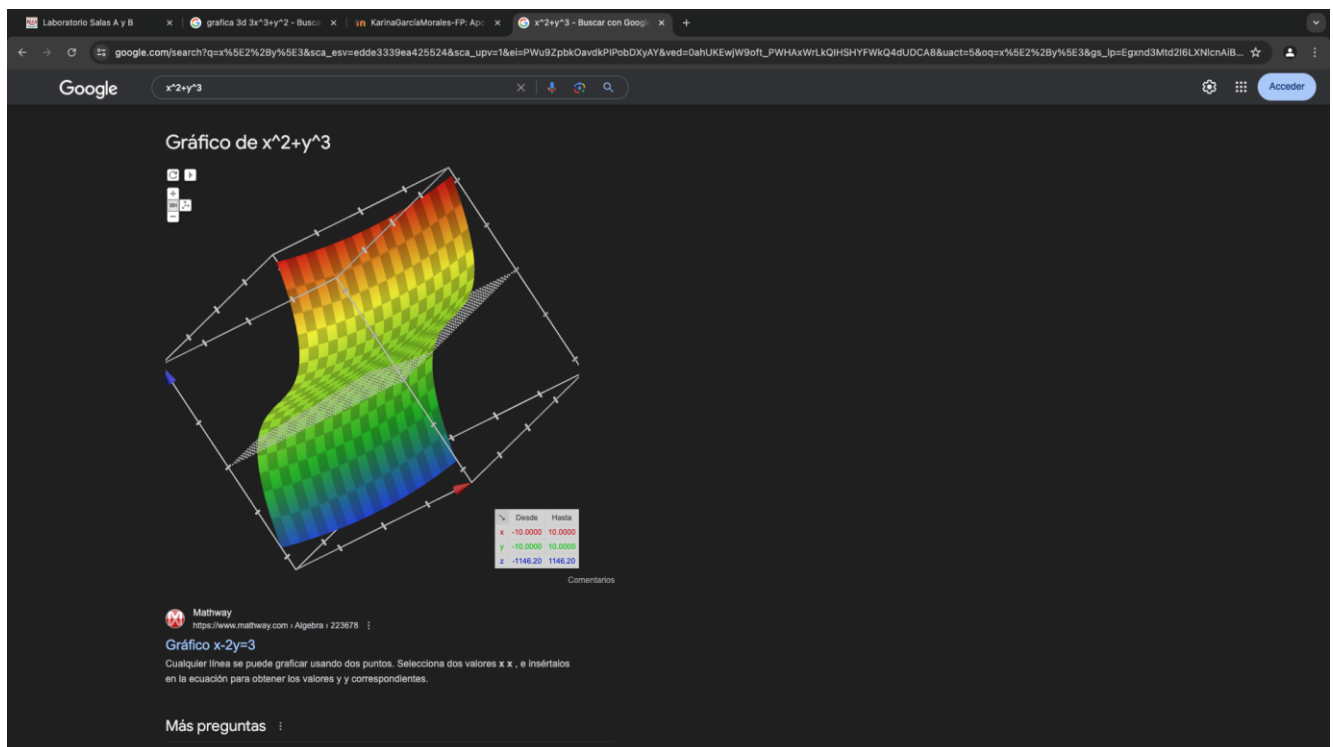 Laboratorio Salas A y B
grafica 3d 3x^3+y^2 - Busc
KarinaGarcíaMorales-FP: Apo
x^2+y^3 - Buscar con Googl
google.com/search?q=x%5E2%2By%5E3&sca_esv=edde3339ea425524&sca_upv=1&ei=PWu9ZpbkOavdkPIPobDXyAY&ved=0ahUKEwjW9oft_PWHAxWrLkQIHSHYFWkQ4dUDCA8&uact=5&oq=x%5E2%2By%5E3&gs_lp=Egxnd3Mtd2l6LXNlcnAiB...
Google
x^2+y^3
Acceder
Gráfico de x^2+y^3
Desde Hasta
x -10.0000 10.0000
y -10.0000 10.0000
z -1146.20 1146.20
Comentarios
Mathway
https://www.mathway.com › Algebra › 223678
Gráfico x-2y=3
Cualquier línea se puede graficar usando dos puntos. Selecciona dos valores x x , e insértalos
en la ecuación para obtener los valores y y correspondientes.
Más preguntas